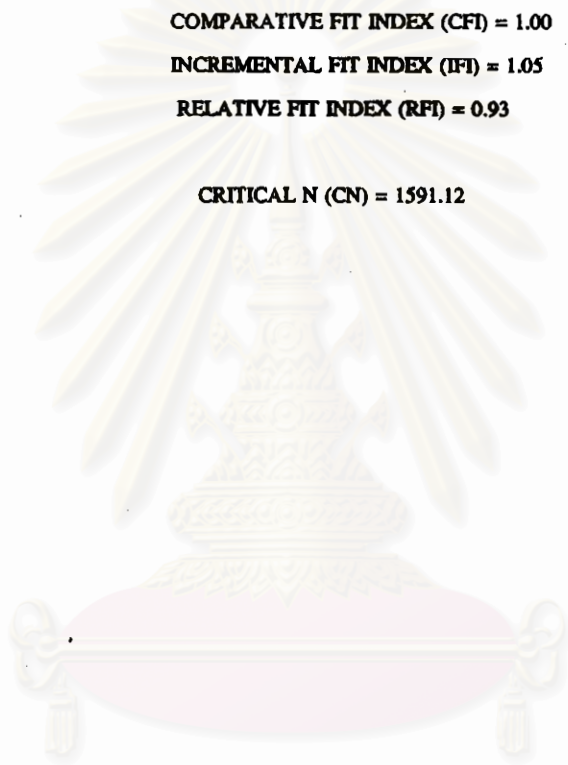 COMPARATIVE FIT INDEX (CFI) = 1.00
INCREMENTAL FIT INDEX (IFI) = 1.05
RELATIVE FIT INDEX (RFI) = 0.93
CRITICAL N (CN) = 1591.12